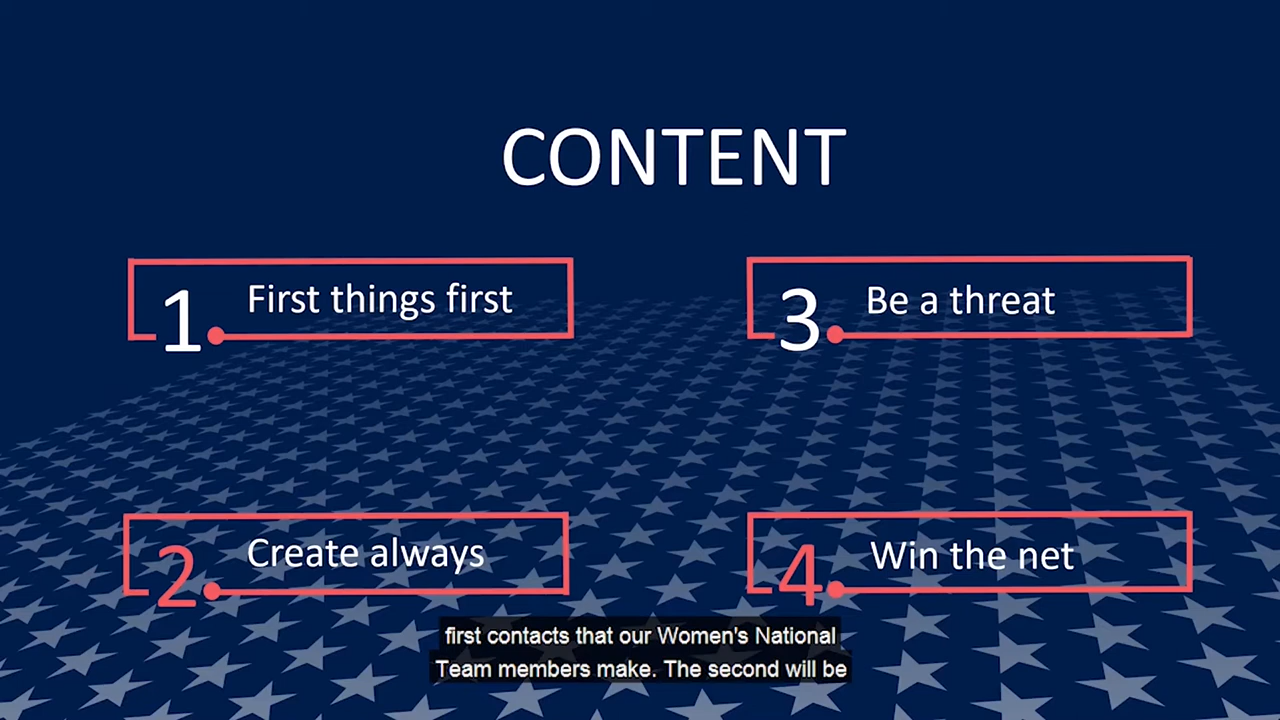 CONTENT
1 First things first
3 Be a threat
2 Create always
4 Win the net
first contacts that our Women's National
Team members make. The second will be